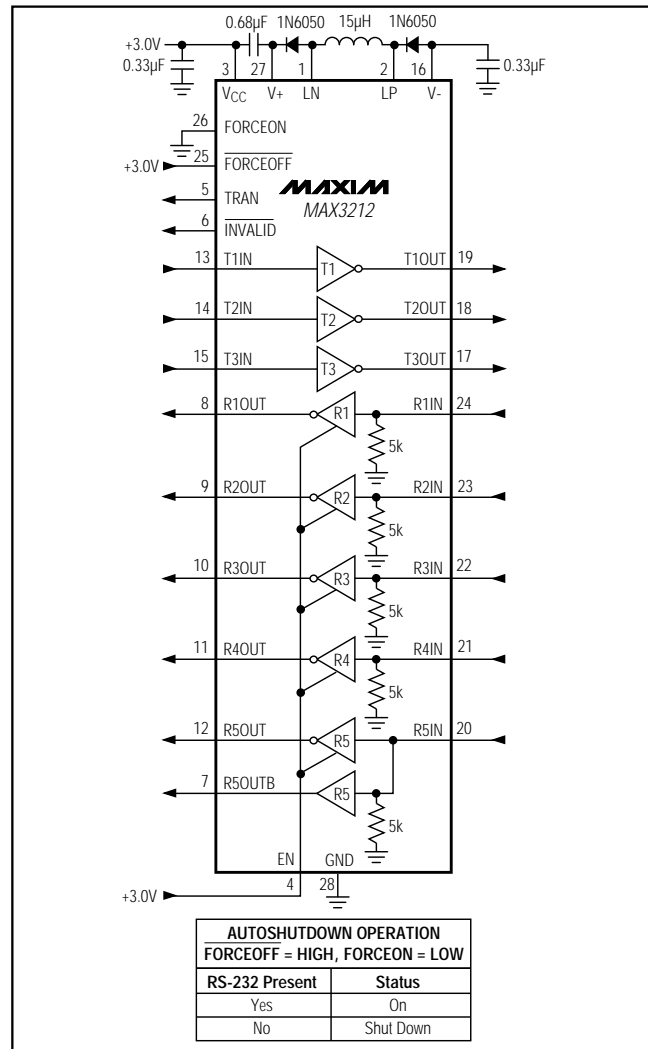 0.68µF 1N6050 15µH 1N6050
+3.0V
0.33µF 0.33µF
3 27 1 2 16
VCC V+ LN LP V-
26 FORCEON
+3.0V 25 FORCEOFF
5 TRAN
6 INVALID
MAXIM
MAX3212
13 T1IN T1 T1OUT 19
14 T2IN T2 T2OUT 18
15 T3IN T3 T3OUT 17
8 R1OUT R1 R1IN 24
5k
9 R2OUT R2 R2IN 23
5k
10 R3OUT R3 R3IN 22
5k
11 R4OUT R4 R4IN 21
5k
12 R5OUT R5 R5IN 20
7 R5OUTB R5
5k
EN GND
+3.0V 4 28
AUTOSHUTDOWN OPERATION
FORCEOFF = HIGH, FORCEON = LOW
RS-232 Present Status
Yes On
No Shut Down